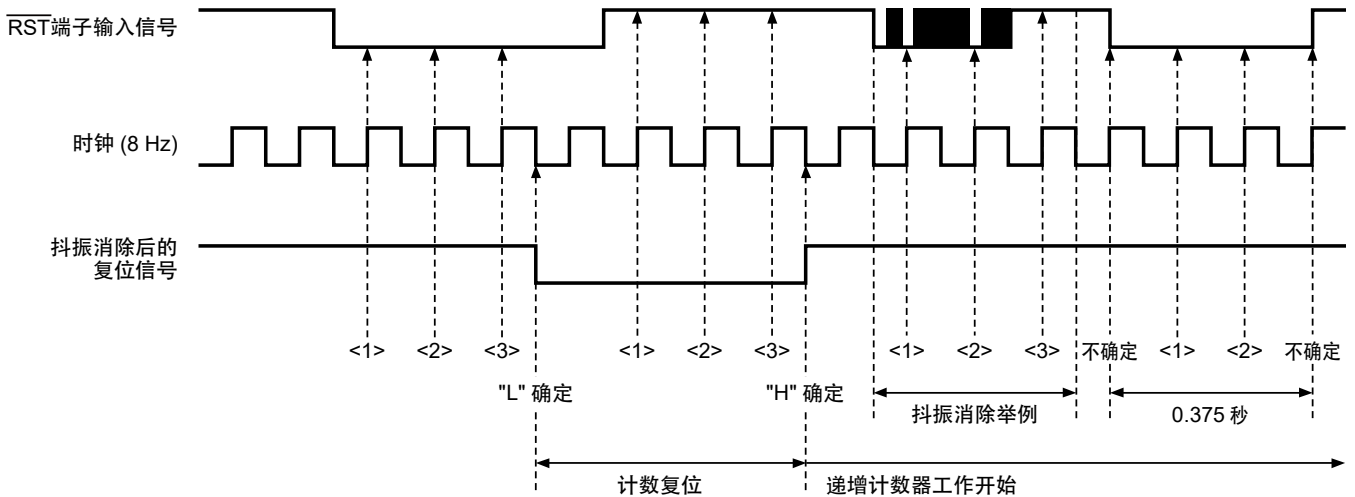 RST端子输入信号
时钟 (8 Hz)
抖振消除后的
复位信号
<1> <2> <3> <1> <2> <3> <1> <2> <3> 不确定 <1> <2> 不确定
"L" 确定 "H" 确定
抖振消除举例 0.375 秒
计数复位 递增计数器工作开始